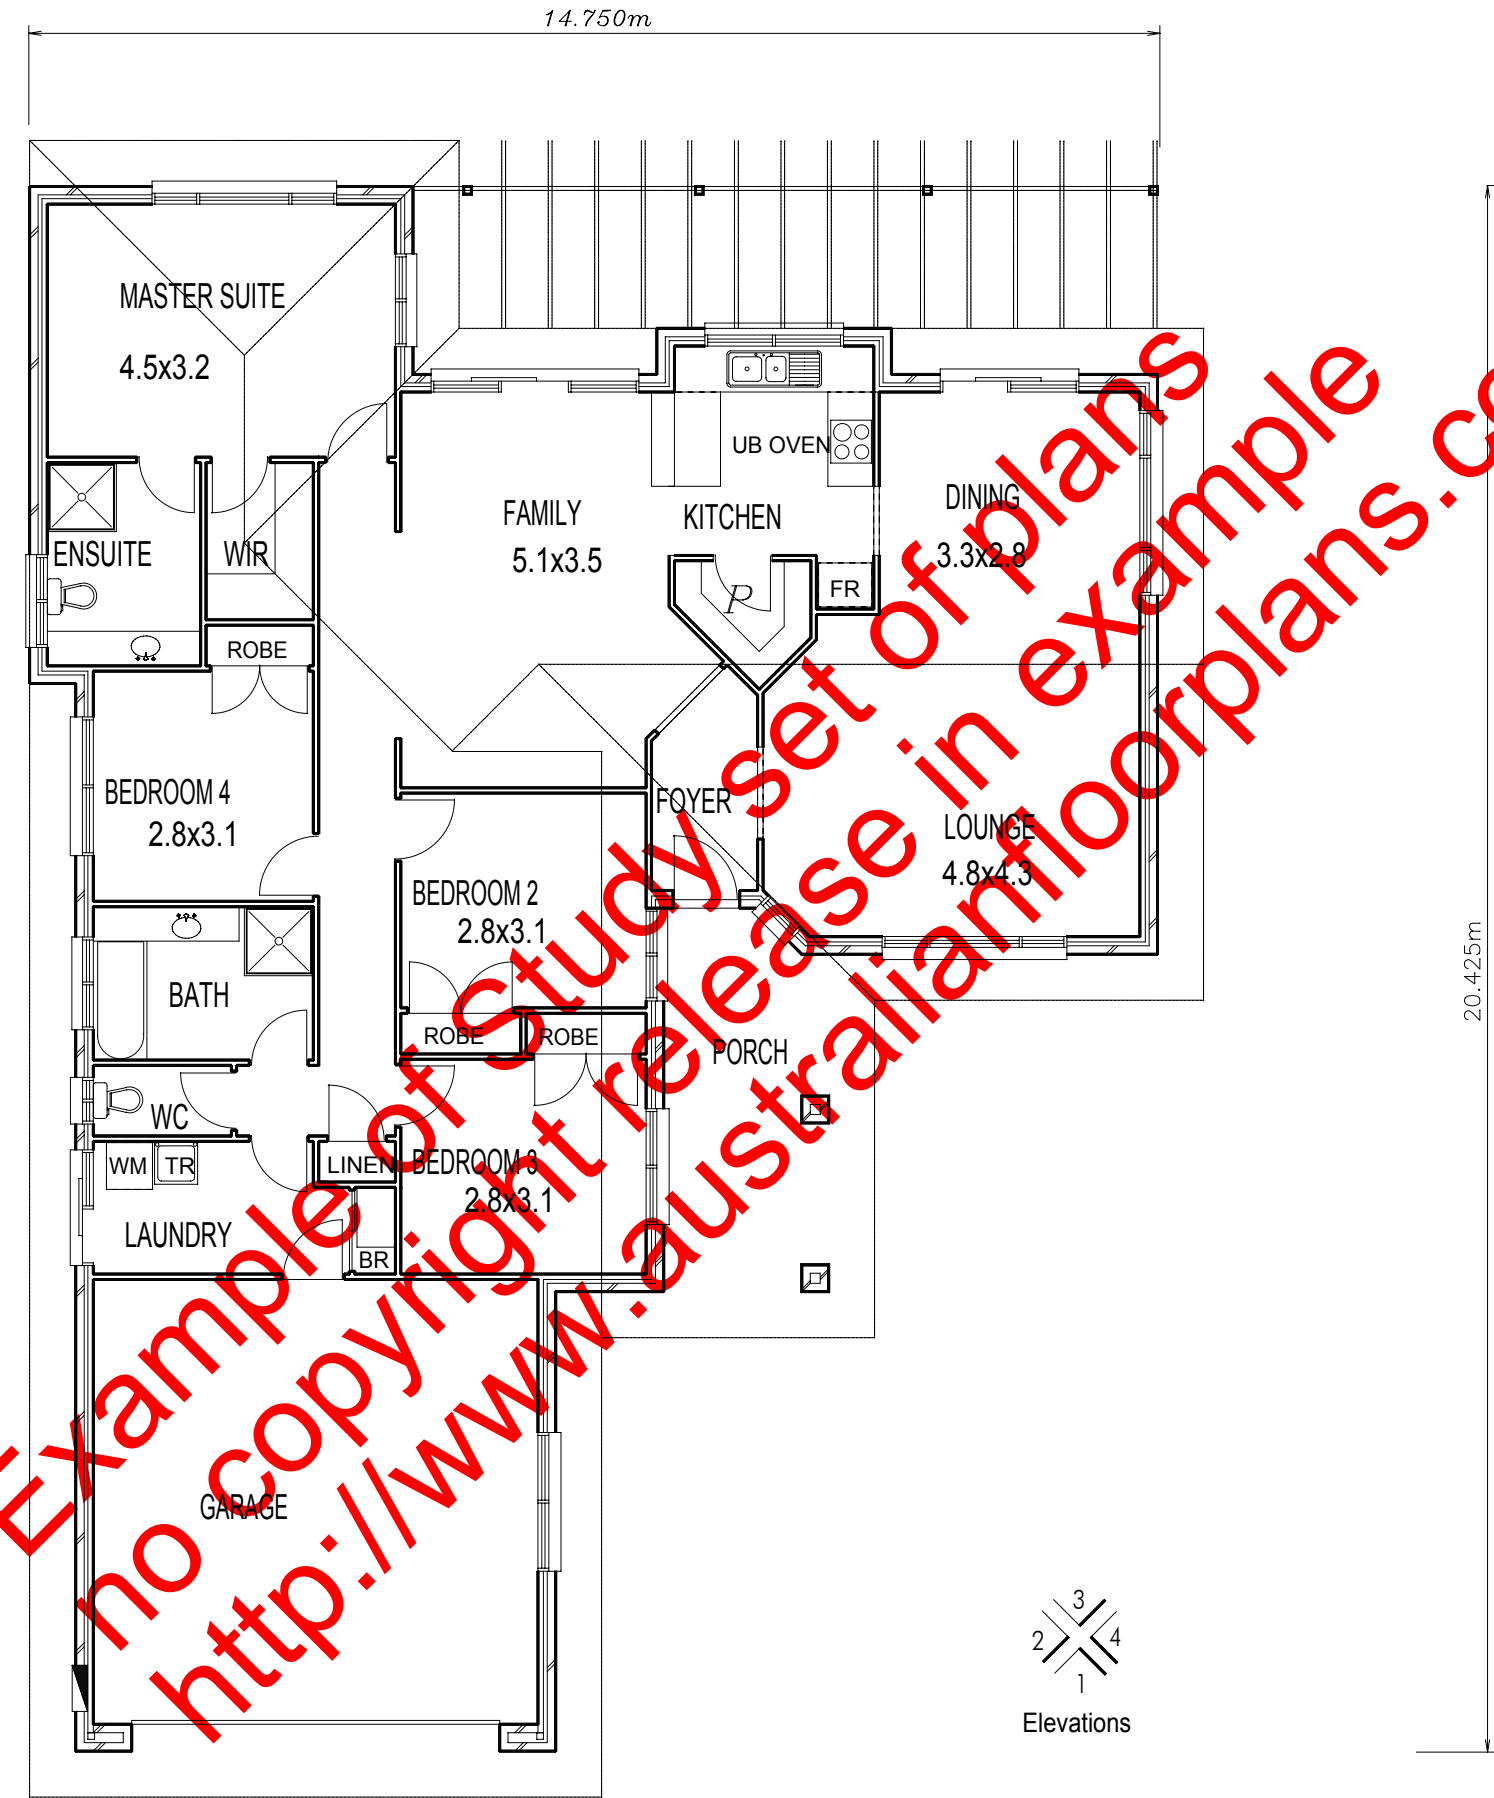 14.750m
MASTER SUITE
4.5x3.2
UB OVEN
DINING
3.3x2.8
FAMILY
5.1x3.5
KITCHEN
ENSUITE
WIR
P
FR
ROBE
BEDROOM 4
2.8x3.1
FOYER
LOUNGE
4.8x4.3
BEDROOM 2
2.8x3.1
BATH
ROBE
ROBE
PORCH
20.425m
WC
WM
TR
LINEN
BEDROOM 3
2.8x3.1
LAUNDRY
BR
GARAGE
3
2
4
1
Elevations
Example of Study set of plans
no copyright release in example
http://www.australianfloorplans.co